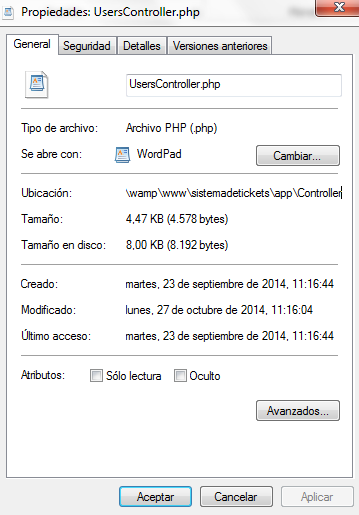 Propiedades: UsersController.php
General Seguridad Detalles Versiones anteriores
UsersController.php
Tipo de archivo: Archivo PHP (.php)
Se abre con: WordPad Cambiar...
Ubicación: \wamp\www\sistemadetickets\app\Controller
Tamaño: 4,47 KB (4.578 bytes)
Tamaño en disco: 8,00 KB (8.192 bytes)
Creado: martes, 23 de septiembre de 2014, 11:16:44
Modificado: lunes, 27 de octubre de 2014, 11:16:04
Último acceso: martes, 23 de septiembre de 2014, 11:16:44
Atributos: Sólo lectura Oculto
Avanzados...
Aceptar Cancelar Aplicar